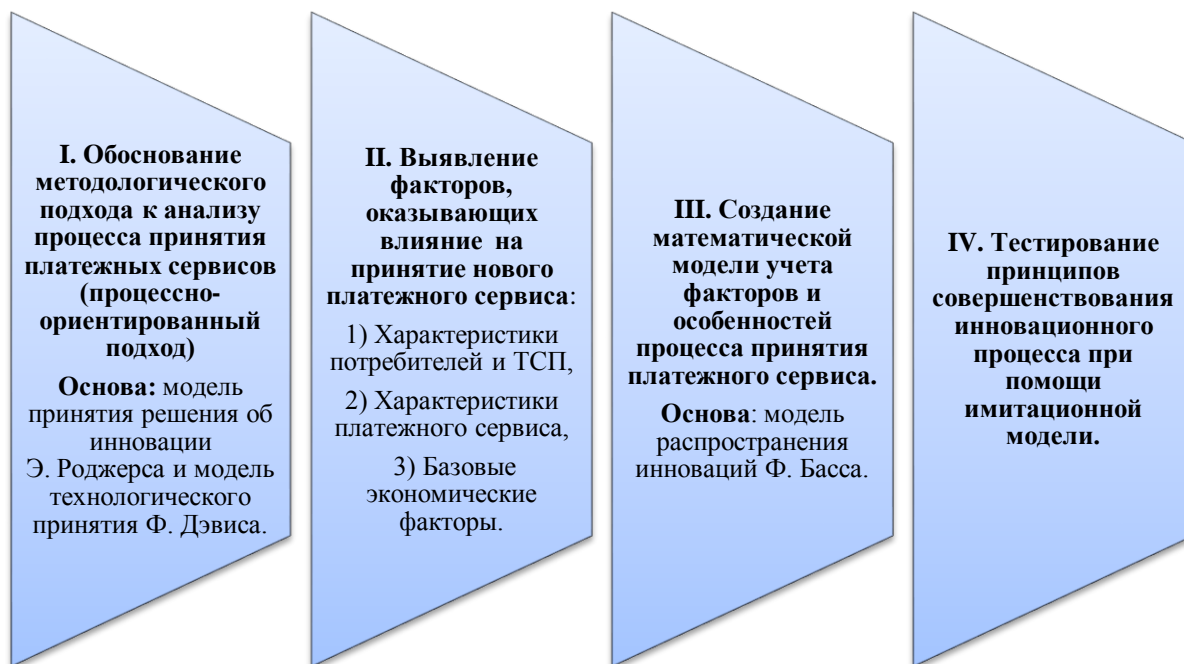 I. Обоснование
методологического
подхода к анализу
процесса принятия
платежных сервисов
(процессно-
ориентированный
подход)
Основа: модель
принятия решения об
инновации
Э. Роджерса и модель
технологического
принятия Ф. Дэвиса.
II. Выявление
факторов,
оказывающих
влияние на
принятие нового
платежного сервиса:
1) Характеристики
потребителей и ТСП,
2) Характеристики
платежного сервиса,
3) Базовые
экономические
факторы.
III. Создание
математической
модели учета
факторов и
особенностей
процесса принятия
платежного сервиса.
Основа: модель
распространения
инноваций Ф. Басса.
IV. Тестирование
принципов
совершенствования
инновационного
процесса при
помощи
имитационной
модели.